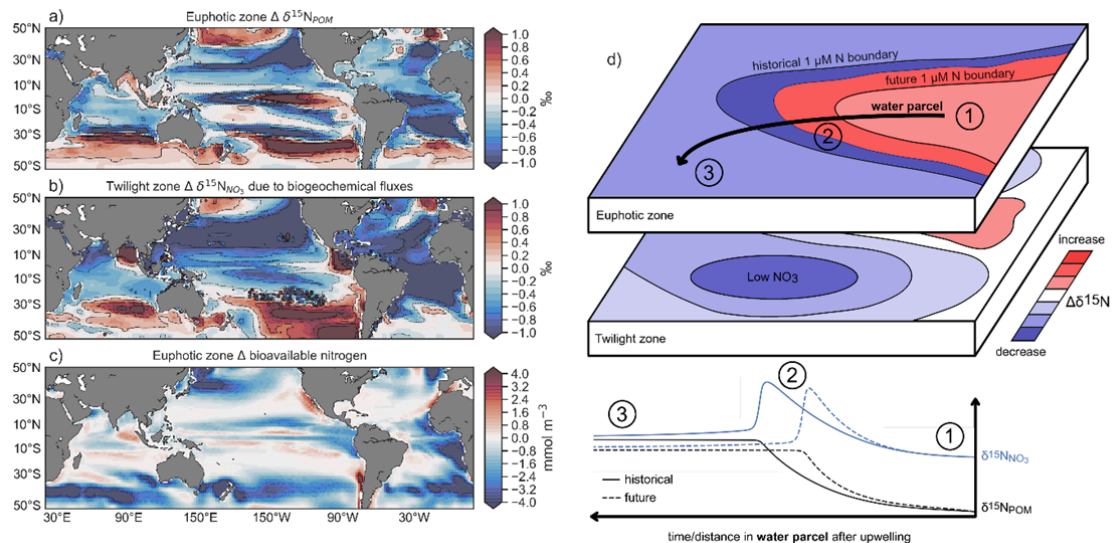 a) Euphotic zone Δ δ¹⁵N_POM
50°N
30°N
10°N
10°S
30°S
50°S
1.0
0.8
0.6
0.4
0.2
0.0
−0.2
−0.4
−0.6
−0.8
−1.0
‰
b) Twilight zone Δ δ¹⁵N_NO₃ due to biogeochemical fluxes
50°N
30°N
10°N
10°S
30°S
50°S
1.0
0.8
0.6
0.4
0.2
0.0
−0.2
−0.4
−0.6
−0.8
−1.0
‰
c) Euphotic zone Δ bioavailable nitrogen
50°N
30°N
10°N
10°S
30°S
50°S
30°E 90°E 150°E 150°W 90°W 30°W
4.0
3.2
2.4
1.6
0.8
0.0
−0.8
−1.6
−2.4
−3.2
−4.0
mmol m⁻³
d)
historical 1 µM N boundary
future 1 µM N boundary
water parcel
1
2
3
Euphotic zone
Low NO₃
Twilight zone
increase
Δδ¹⁵N
decrease
2
3
1
δ¹⁵N_NO₃
historical
future
δ¹⁵N_POM
time/distance in water parcel after upwelling